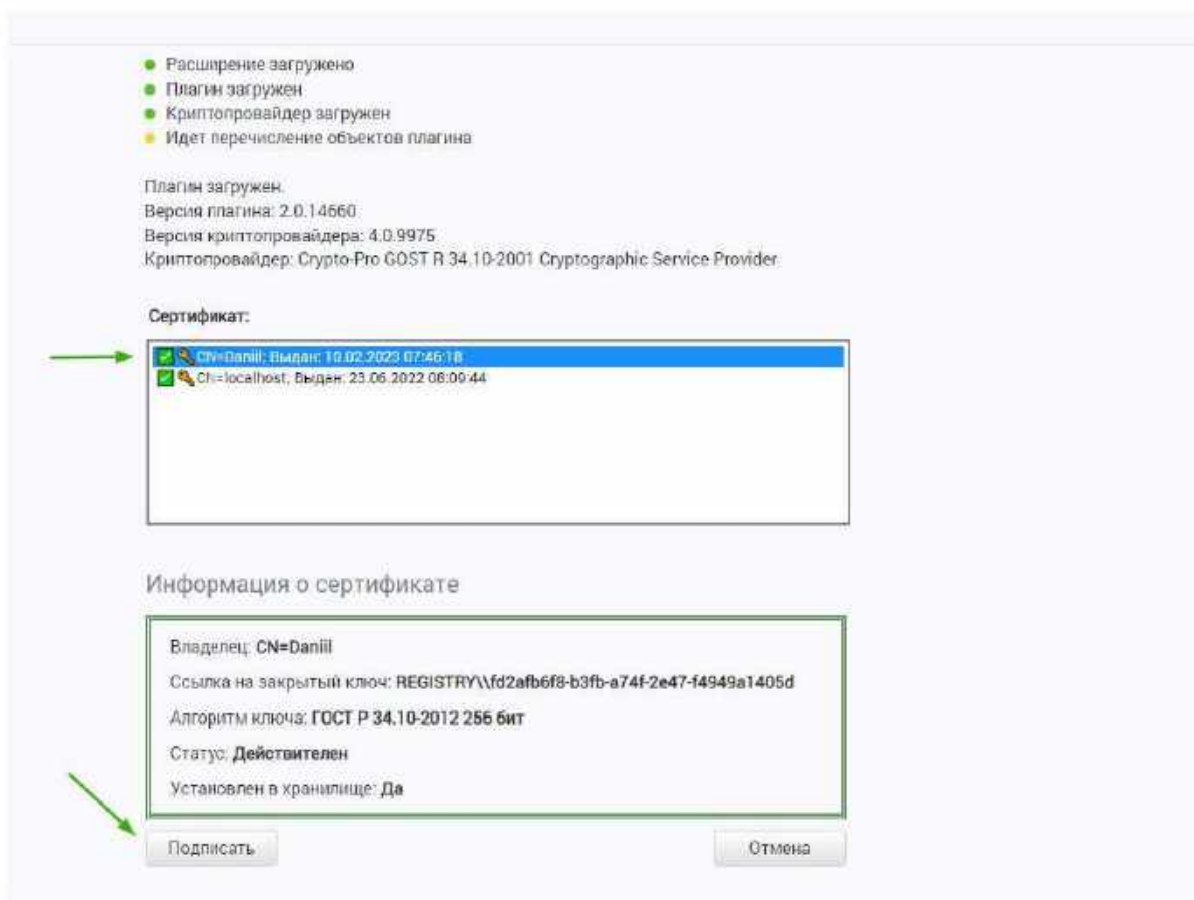 Расширение загружено
Плагин загружен
Криптопровайдер загружен
Идет перечисление объектов плагина
Плагин загружен.
Версия плагина: 2.0.14660
Версия криптопровайдера: 4.0.9975
Криптопровайдер: Crypto-Pro GOST R 34.10-2001 Cryptographic Service Provider
Сертификат:
CN=Daniil; Выдан: 10.02.2023 07:46:18
CN=localhost; Выдан: 23.06.2022 08:09:44
Информация о сертификате
Владелец: CN=Daniil
Ссылка на закрытый ключ: REGISTRY\\fd2afb6f8-b3fb-a74f-2e47-f4949a1405d
Алгоритм ключа: ГОСТ Р 34.10-2012 256 бит
Статус: Действителен
Установлен в хранилище: Да
Подписать
Отмена